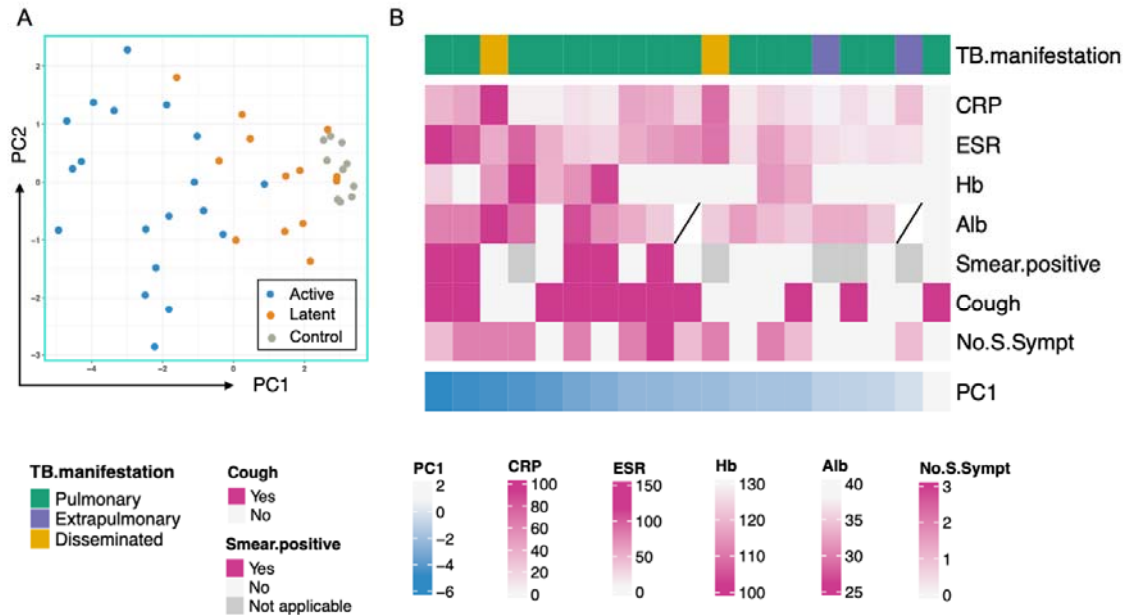 A
B
PC2
2
1
0
−1
−2
−3
−4
−2
0
2
PC1
Active
Latent
Control
TB.manifestation
CRP
ESR
Hb
Alb
Smear.positive
Cough
No.S.Sympt
PC1
TB.manifestation
Pulmonary
Extrapulmonary
Disseminated
Cough
Yes
No
Smear.positive
Yes
No
Not applicable
PC1
2
0
−2
−4
−6
CRP
100
80
60
40
20
0
ESR
150
100
50
0
Hb
130
120
110
100
Alb
40
35
30
25
No.S.Sympt
3
2
1
0